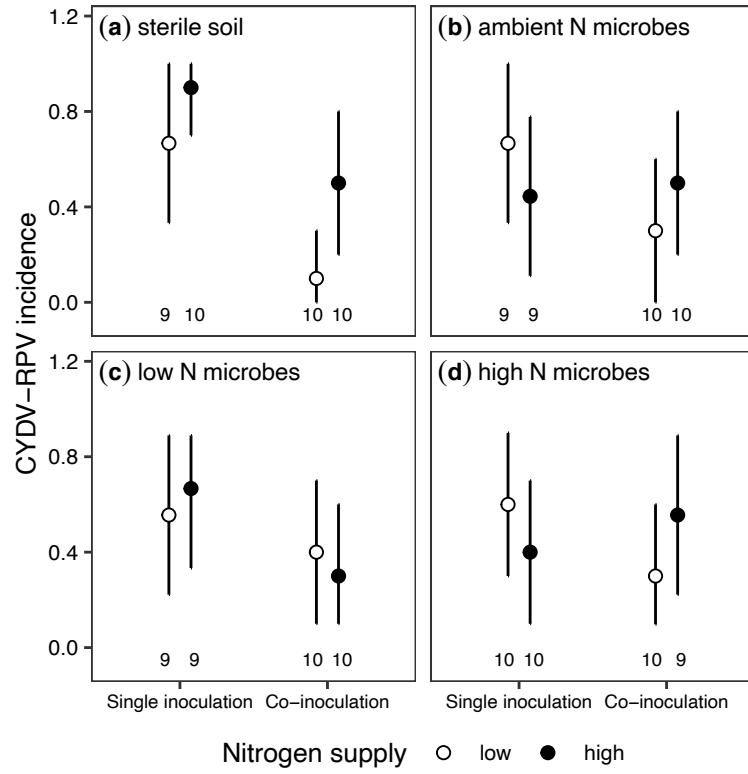 (a) sterile soil
(b) ambient N microbes
1.2
0.8
0.4
0.0
9 10 10 10
9 9 10 10
CYDV−RPV incidence
(c) low N microbes
(d) high N microbes
1.2
0.8
0.4
0.0
9 9 10 10
10 10 10 9
Single inoculation Co−inoculation
Single inoculation Co−inoculation
Nitrogen supply low high